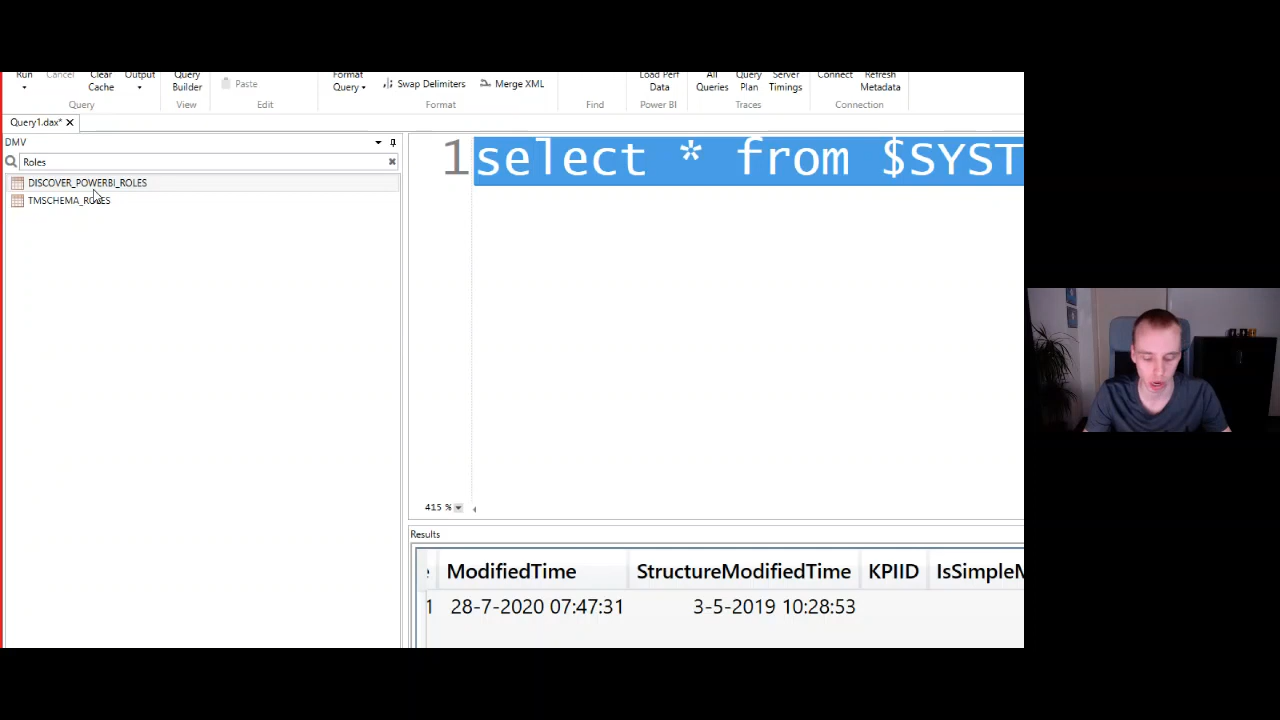 Run
Cancel
Clear Cache
Output
Query Builder
Paste
Format Query
Swap Delimiters
Merge XML
Load Perf Data
All Queries
Query Plan
Server Timings
Connect
Refresh Metadata
Query
View
Edit
Format
Find
Power BI
Traces
Connection
Query1.dax*
DMV
Roles
DISCOVER_POWERBI_ROLES
TMSCHEMA_ROLES
1 select * from $SYST
415 %
Results
ModifiedTime StructureModifiedTime KPIID IsSimpleM
1 28-7-2020 07:47:31 3-5-2019 10:28:53